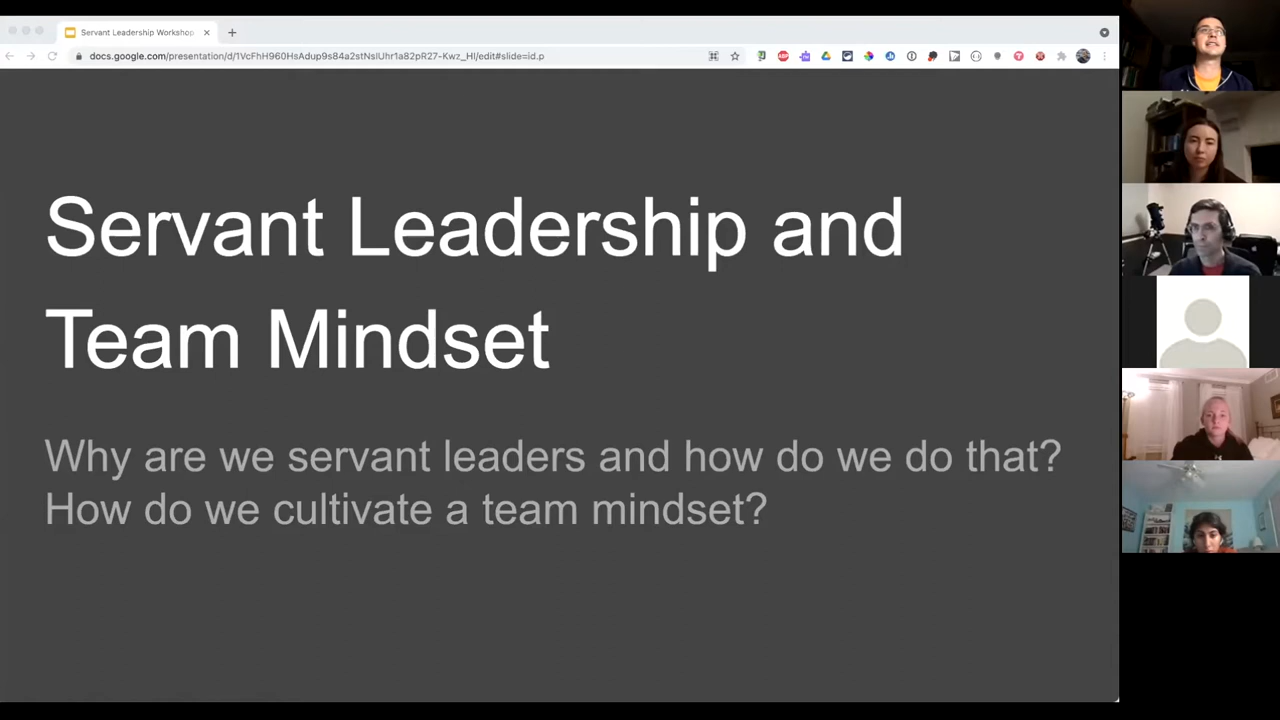 Servant Leadership Workshop
docs.google.com/presentation/d/1VcFhH960HsAdup9s84a2stNsIUhr1a82pR27-Kwz_HI/edit#slide=id.p
Servant Leadership and
Team Mindset
Why are we servant leaders and how do we do that?
How do we cultivate a team mindset?